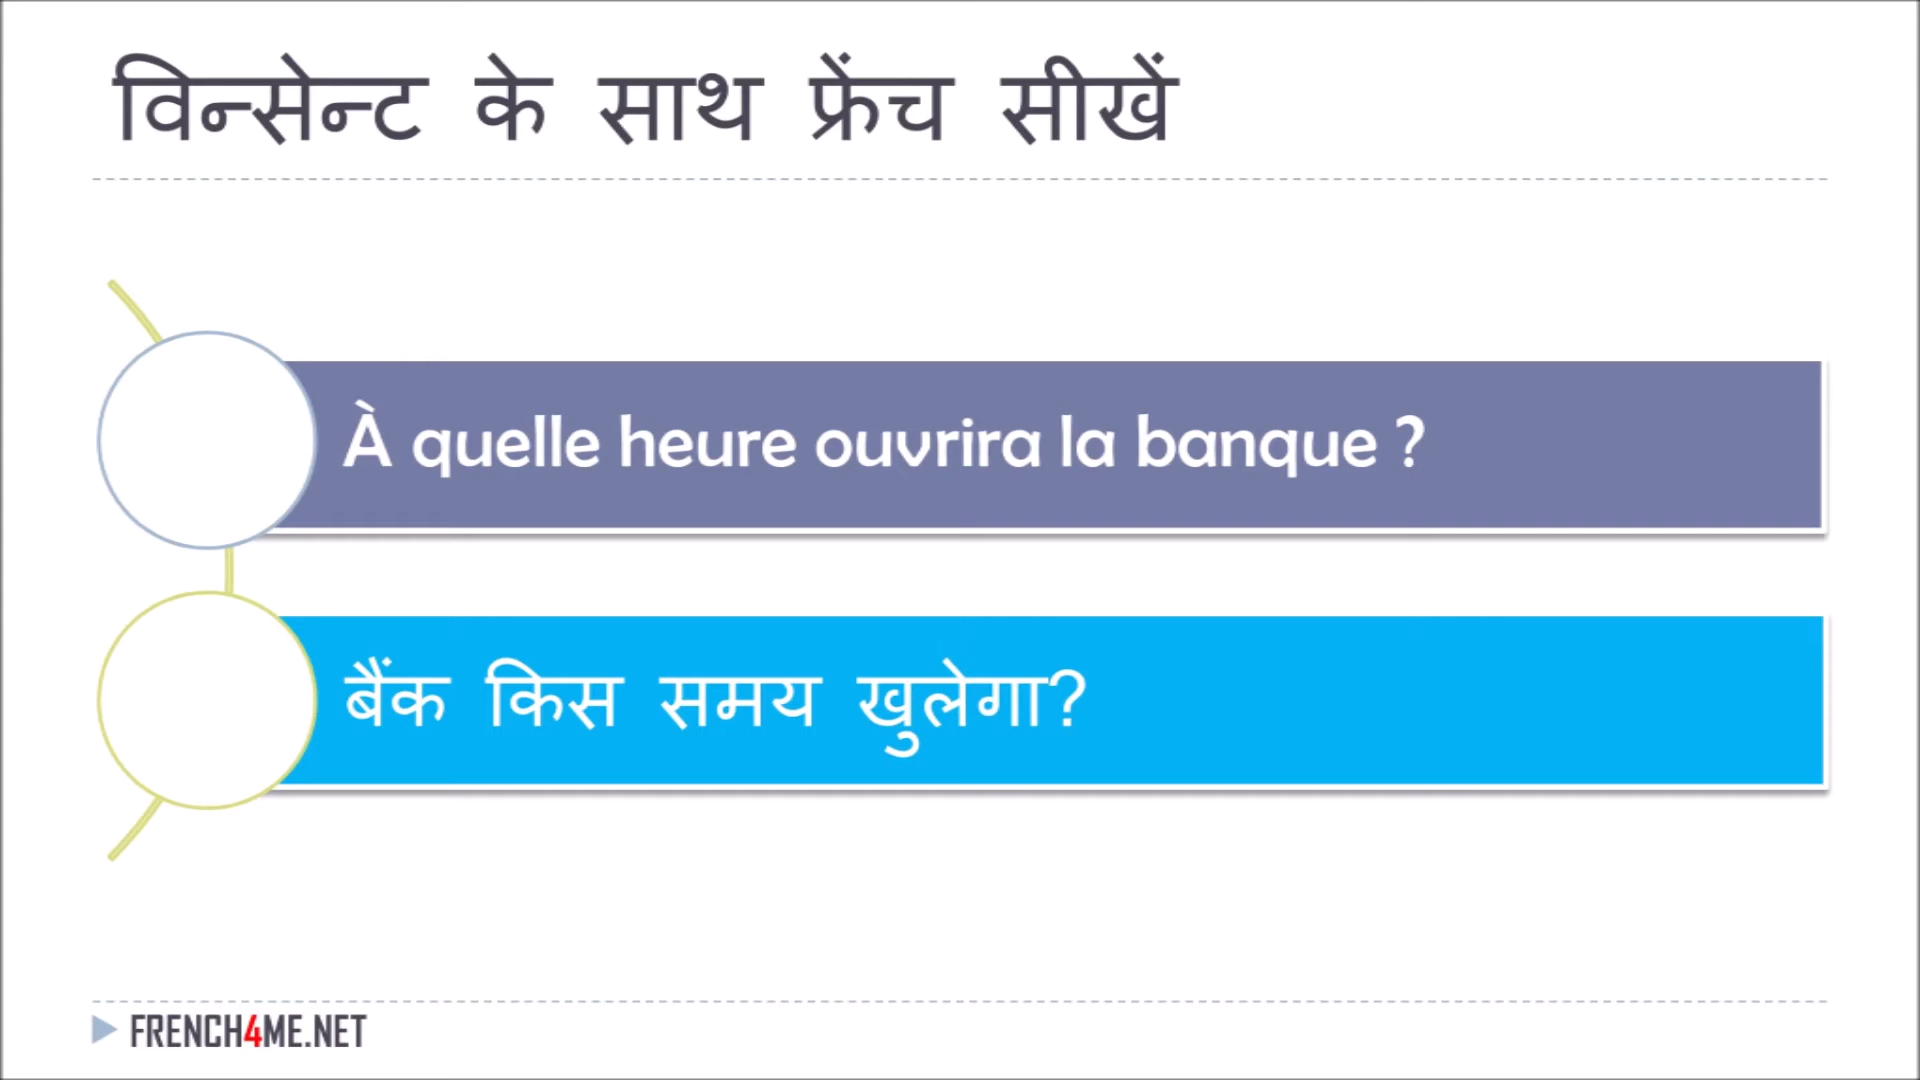 विन्सेन्ट के साथ फ्रेंच सीखें
À quelle heure ouvrira la banque ?
बैंक किस समय खुलेगा?
FRENCH4ME.NET